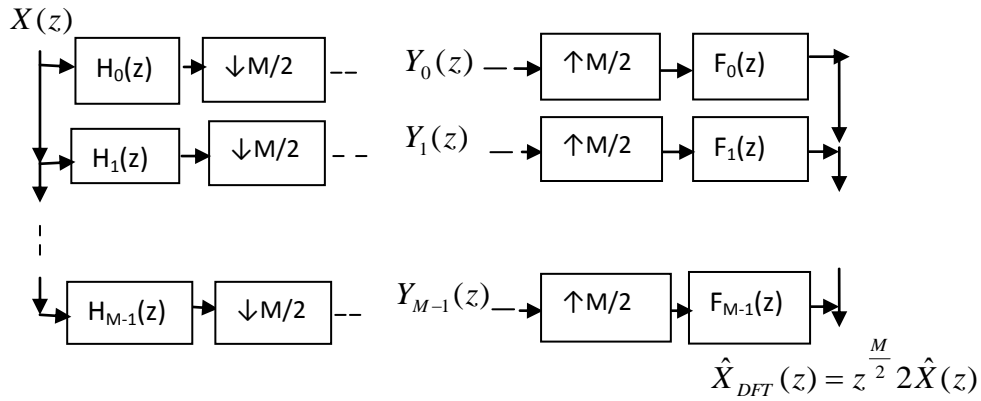 X(z)
H₀(z) ↓M/2 -- Y₀(z) ↑M/2 F₀(z)
H₁(z) ↓M/2 -- Y₁(z) ↑M/2 F₁(z)
H_{M-1}(z) ↓M/2 -- Y_{M-1}(z) ↑M/2 F_{M-1}(z)
X̂_{DFT}(z) = z^{M/2} 2X̂(z)